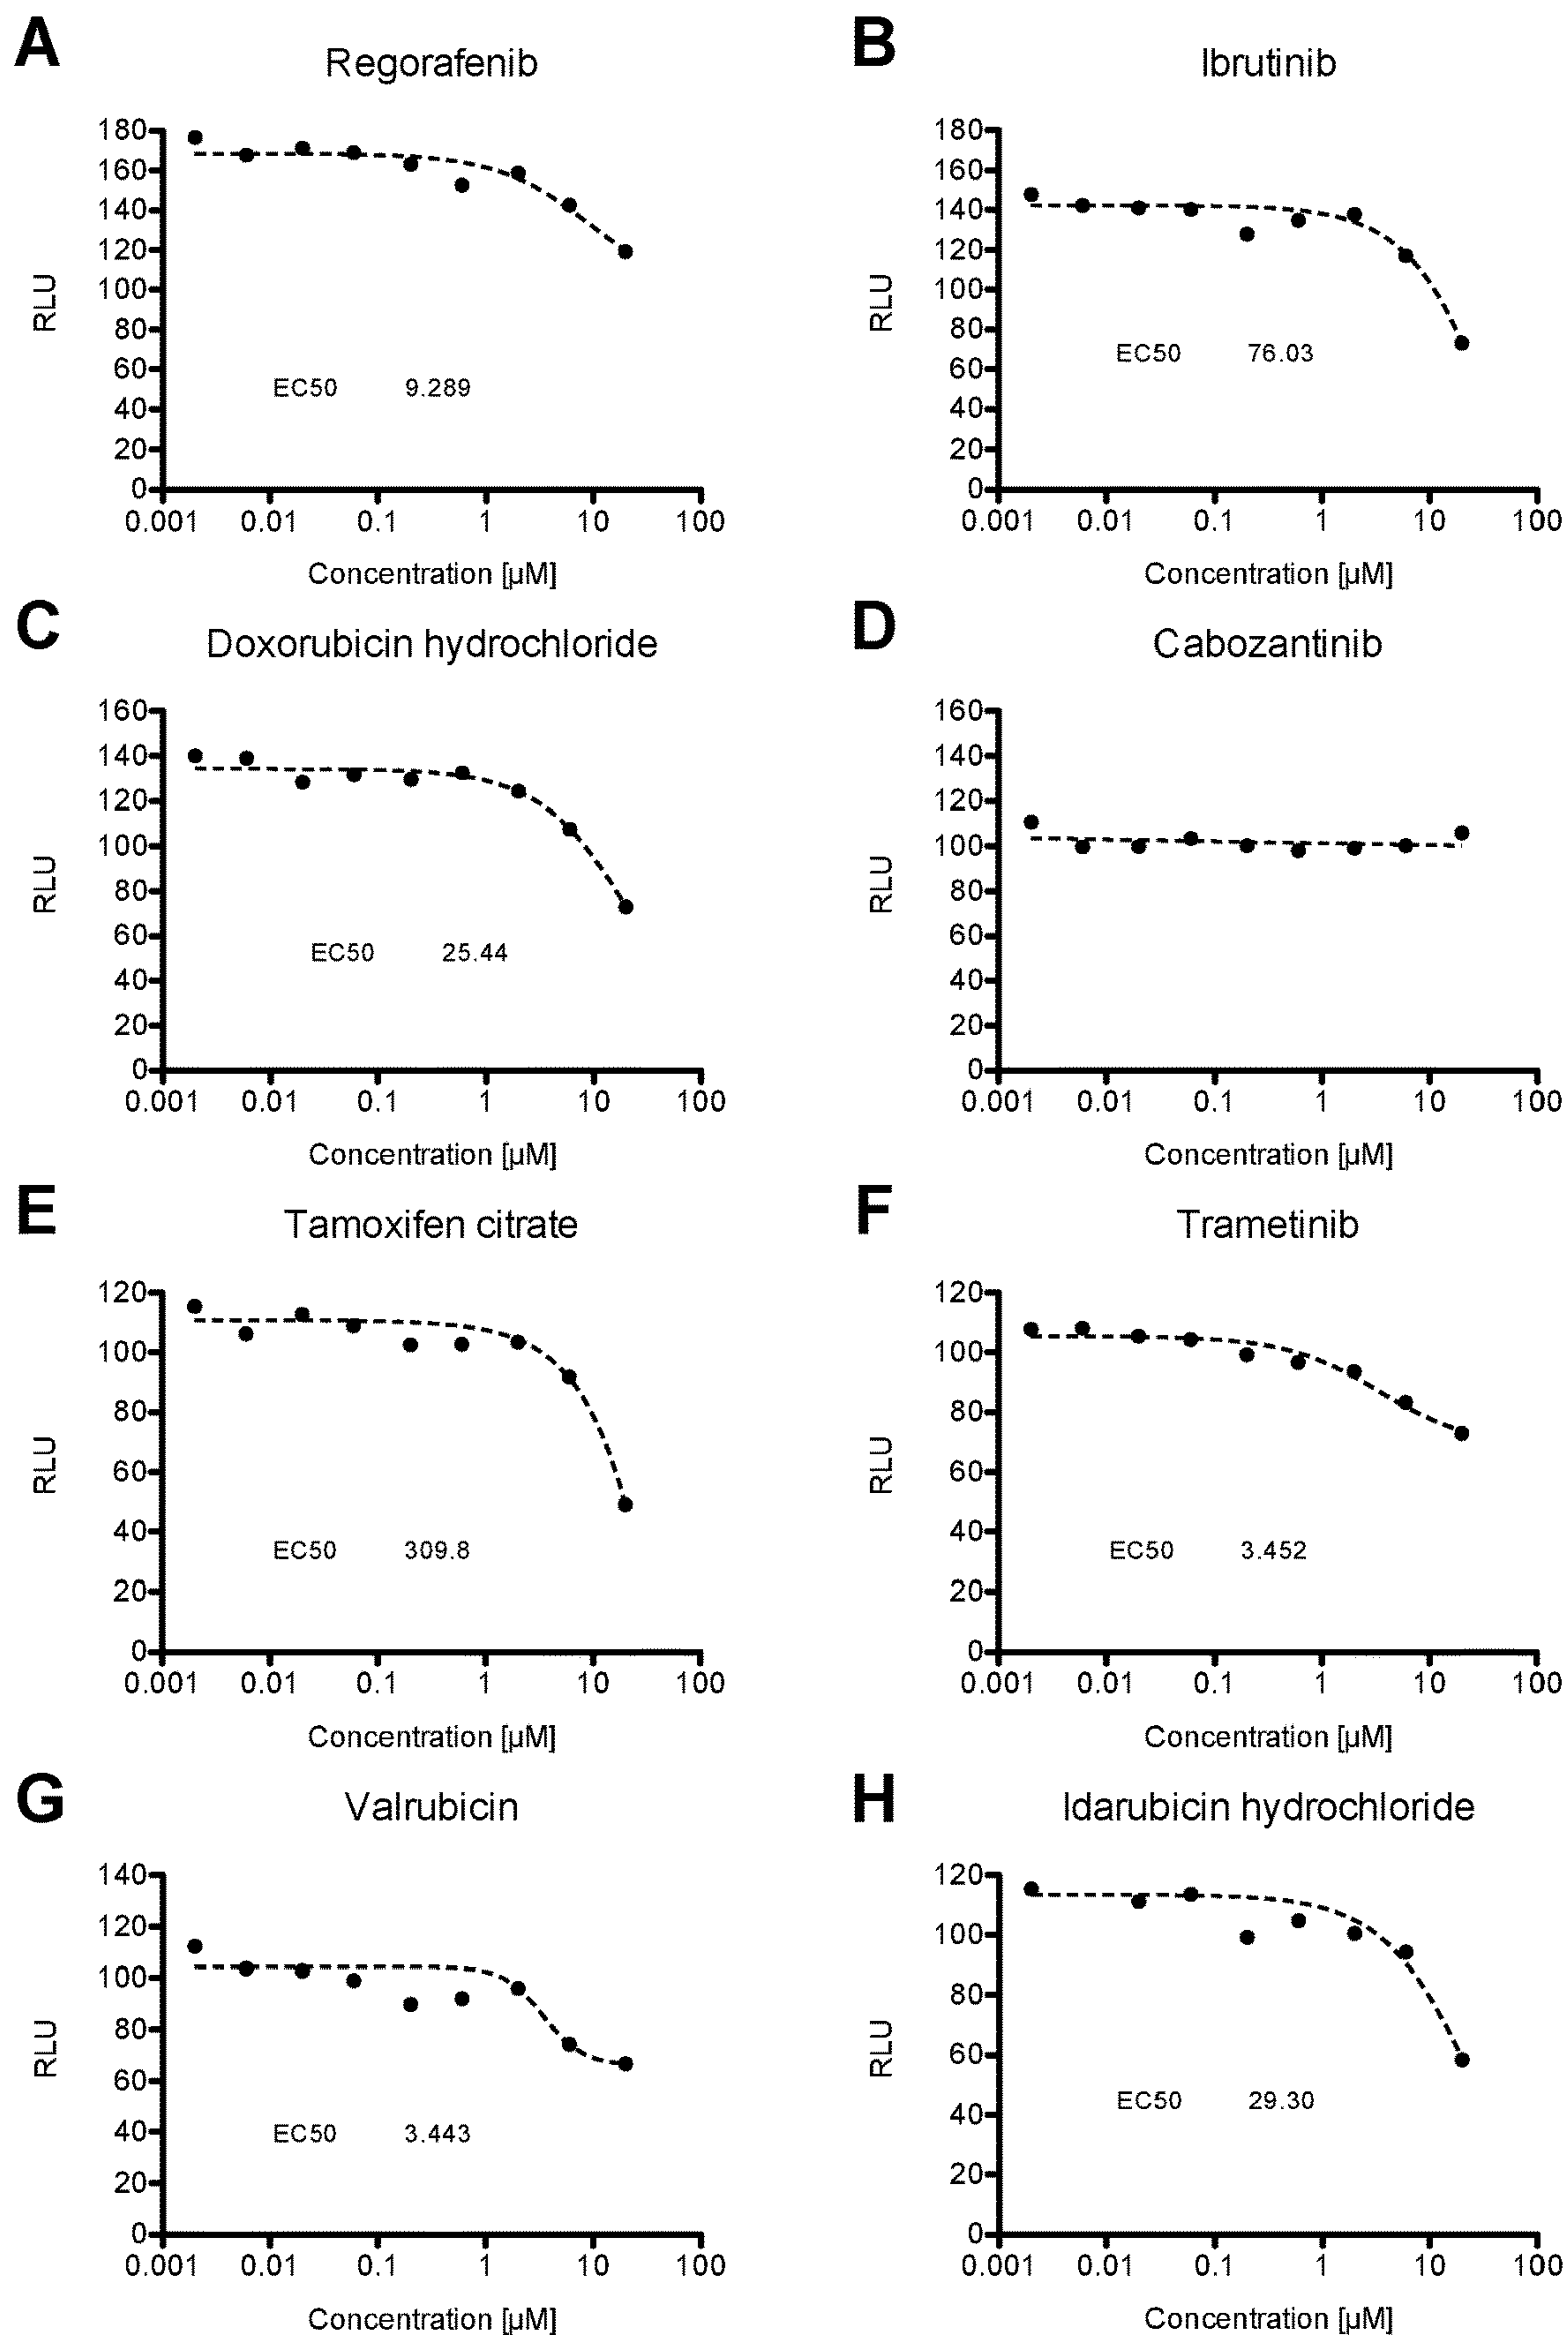 A
Regorafenib
180
160
140
120
100
80
60
40
20
0
RLU
EC50 9.289
0.001 0.01 0.1 1 10 100
Concentration [µM]
B
Ibrutinib
180
160
140
120
100
80
60
40
20
0
RLU
EC50 76.03
0.001 0.01 0.1 1 10 100
Concentration [µM]
C
Doxorubicin hydrochloride
160
140
120
100
80
60
40
20
0
RLU
EC50 25.44
0.001 0.01 0.1 1 10 100
Concentration [µM]
D
Cabozantinib
160
140
120
100
80
60
40
20
0
RLU
0.001 0.01 0.1 1 10 100
Concentration [µM]
E
Tamoxifen citrate
120
100
80
60
40
20
0
RLU
EC50 309.8
0.001 0.01 0.1 1 10 100
Concentration [µM]
F
Trametinib
120
100
80
60
40
20
0
RLU
EC50 3.452
0.001 0.01 0.1 1 10 100
Concentration [µM]
G
Valrubicin
140
120
100
80
60
40
20
0
RLU
EC50 3.443
0.001 0.01 0.1 1 10 100
Concentration [µM]
H
Idarubicin hydrochloride
120
100
80
60
40
20
0
RLU
EC50 29.30
0.001 0.01 0.1 1 10 100
Concentration [µM]